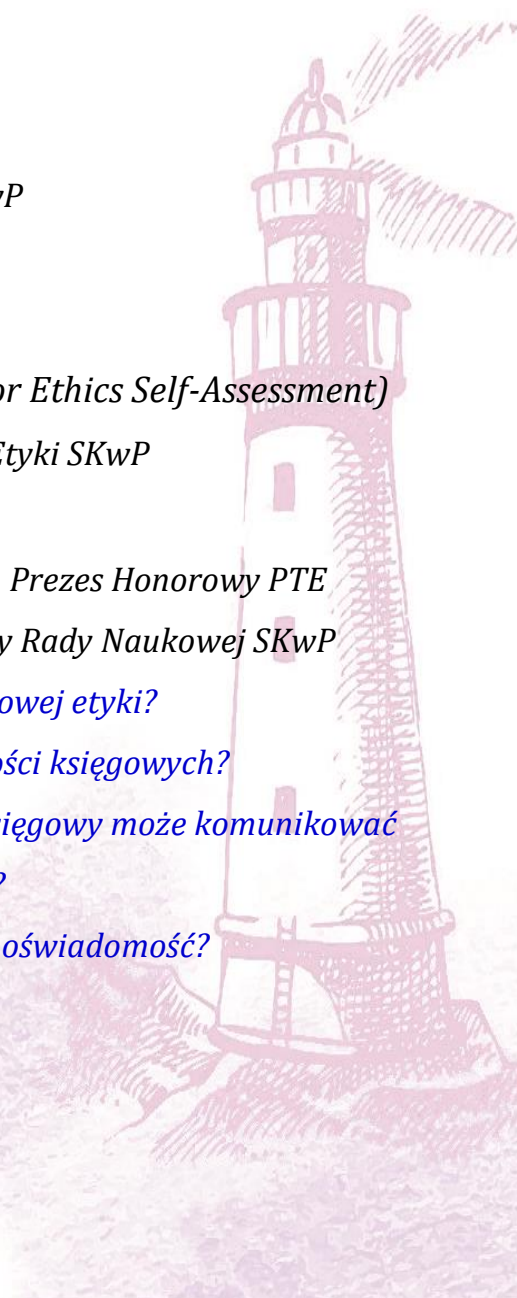 wP
or Ethics Self-Assessment)
Etyki SKwP
Prezes Honorowy PTE
y Rady Naukowej SKwP
owej etyki?
ości księgowych?
sięgowy może komunikować
?
oświadomość?